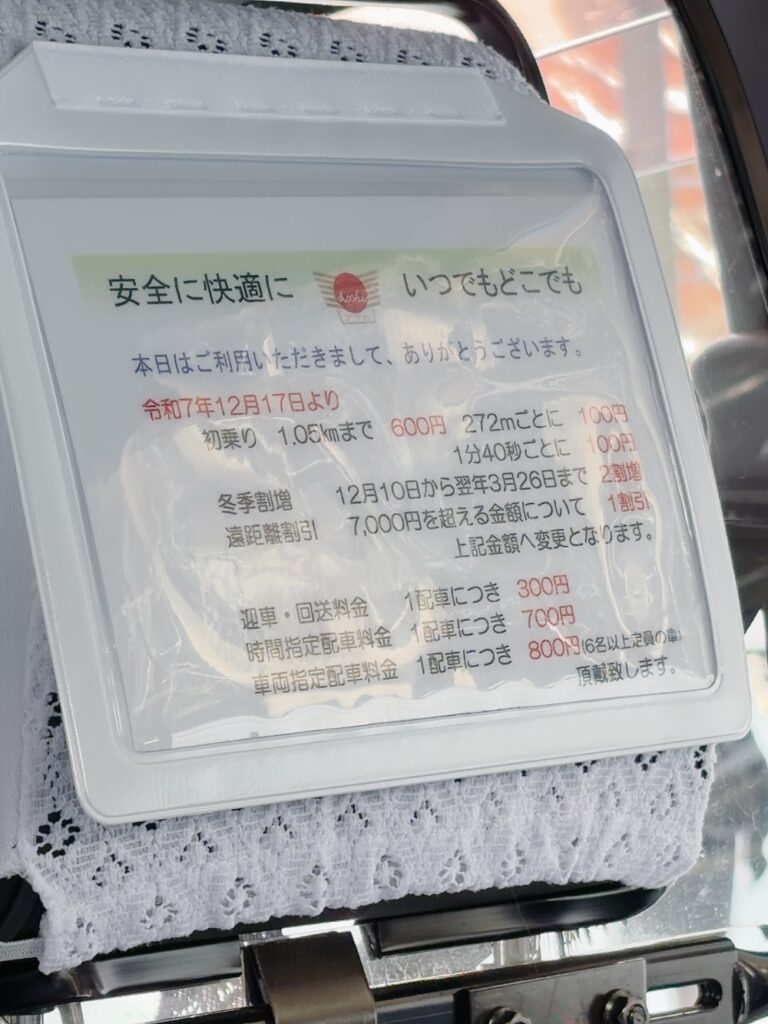 安全に快適に Asahi アサヒ いつでもどこでも
本日はご利用いただきまして、ありがとうございます。
令和7年12月17日より
初乗り 1.05㎞まで 600円 272mごとに 100円
1分40秒ごとに 100円
冬季割増 12月10日から翌年3月26日まで 2割増
遠距離割引 7,000円を超える金額について 1割引
上記金額へ変更となります。
迎車・回送料金 1配車につき 300円
時間指定配車料金 1配車につき 700円
車両指定配車料金 1配車につき 800円(6名以上定員の車)
頂戴致します。